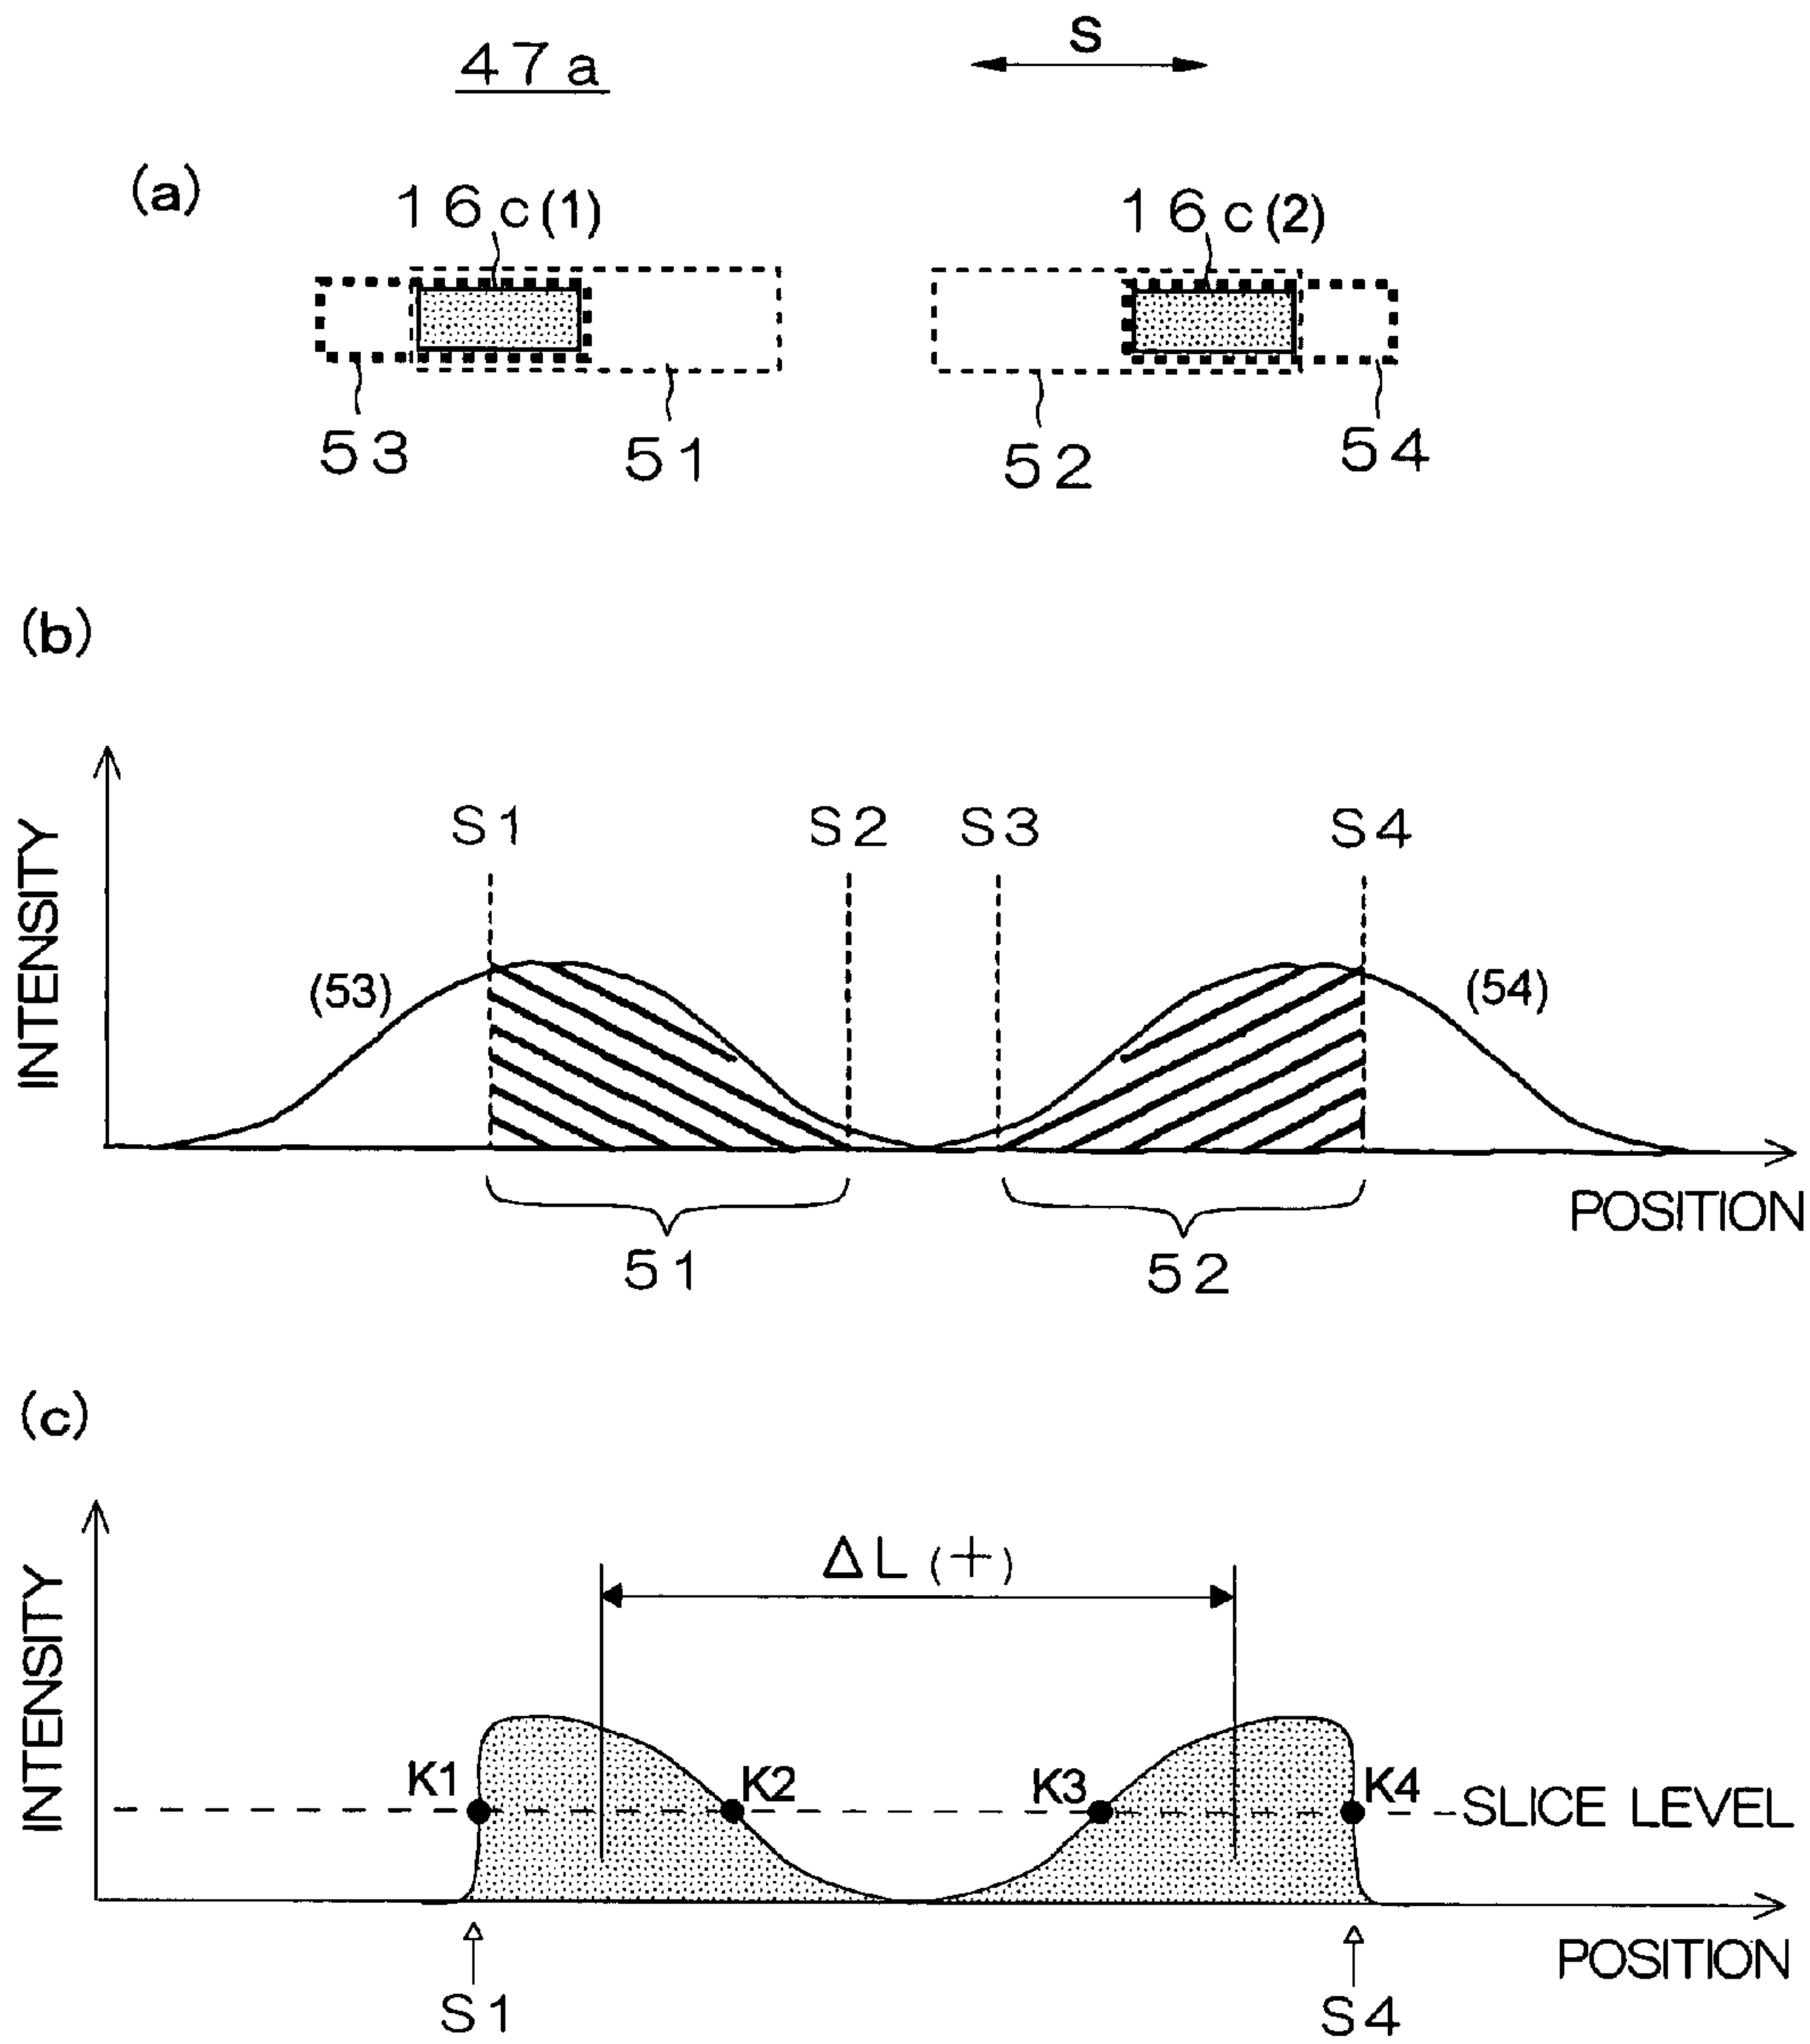 47a
S
(a)
16c(1)
16c(2)
53
51
52
54
(b)
S1
S2
S3
S4
INTENSITY
(53)
(54)
POSITION
51
52
(c)
ΔL (+)
INTENSITY
K1
K2
K3
K4
SLICE LEVEL
POSITION
S1
S4